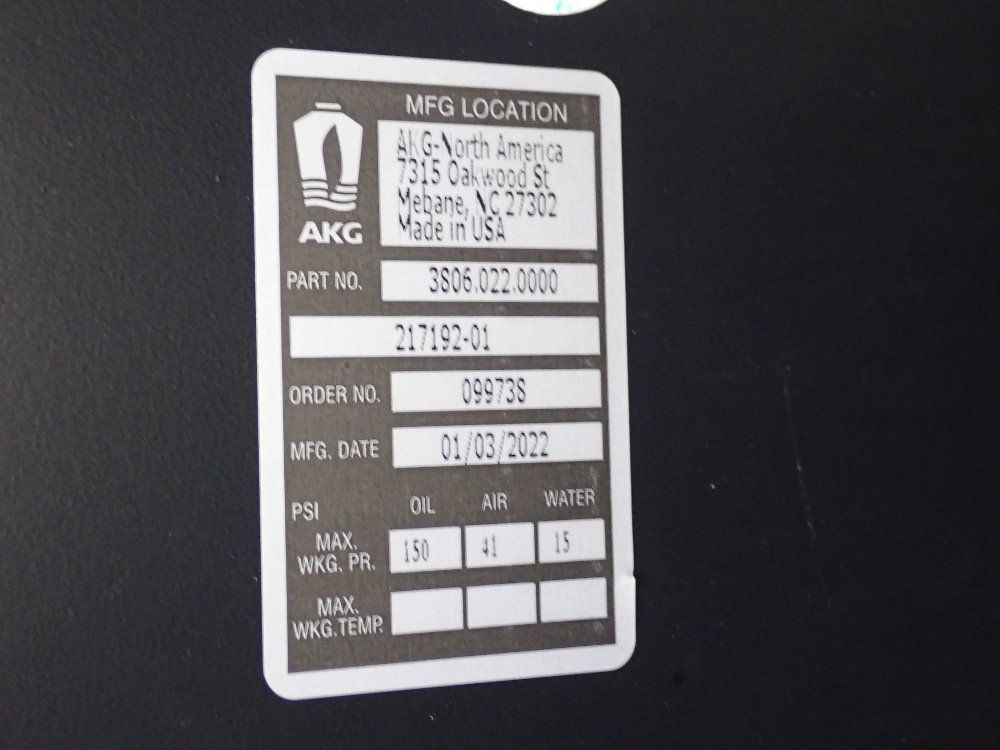 MFG LOCATION
AKG-North America
7315 Oakwood St
Mebane, NC 27302
Made in USA
AKG
PART NO. 3806.022.0000
217192-01
ORDER NO. 099738
MFG. DATE 01/03/2022
PSI OIL AIR WATER
MAX.
WKG. PR. 150 41 15
MAX.
WKG.TEMP.